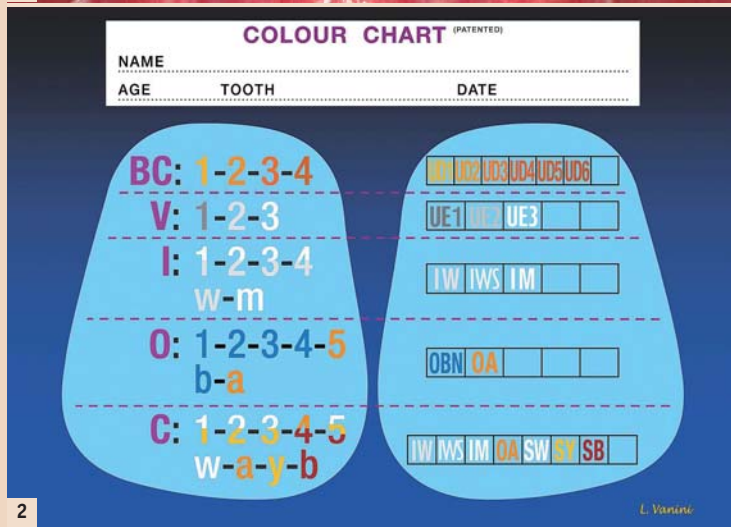 COLOUR CHART (PATENTED)
NAME
AGE TOOTH DATE
BC: 1-2-3-4
UD1 UD2 UD3 UD4 UD5 UD6
V: 1-2-3
UE1 UE2 UE3
I: 1-2-3-4
w-m
IW IWS IM
O: 1-2-3-4-5
b-a
OBN OA
C: 1-2-3-4-5
w-a-y-b
IW IWS IM OA SW SY SB
L. Vanini
2